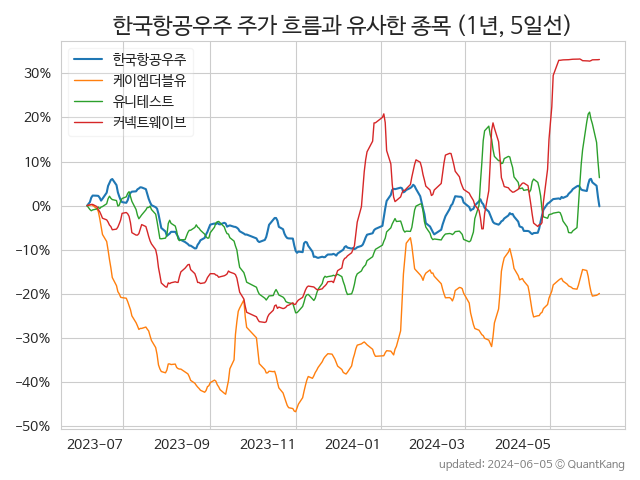 한국항공우주 주가 흐름과 유사한 종목 (1년, 5일선)
한국항공우주
케이엠더블유
유니테스트
커넥트웨이브
30%
20%
10%
0%
−10%
−20%
−30%
−40%
−50%
2023-07 2023-09 2023-11 2024-01 2024-03 2024-05
updated: 2024-06-05 © QuantKang